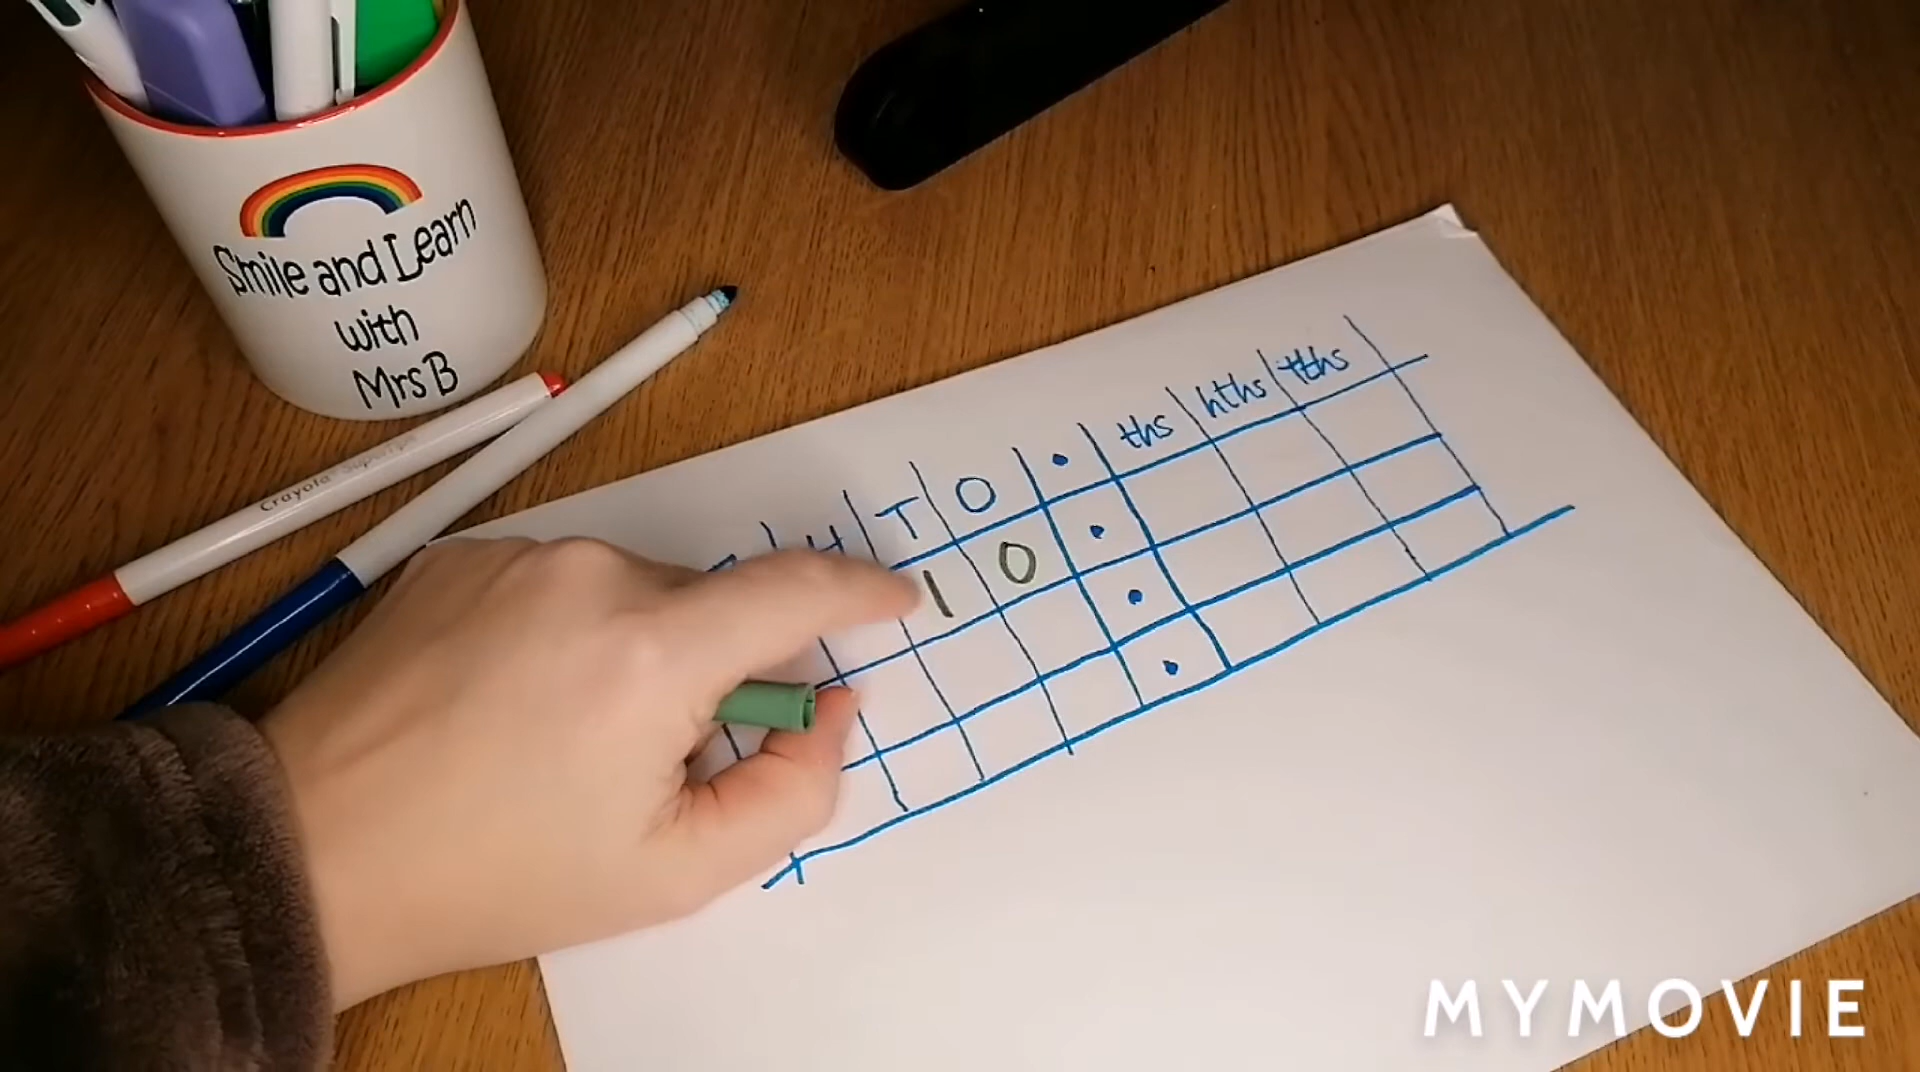 Smile and Learn
with
Mrs B
Crayola
H T O . ths hths tths
1 0 .
.
.
MYMOVIE